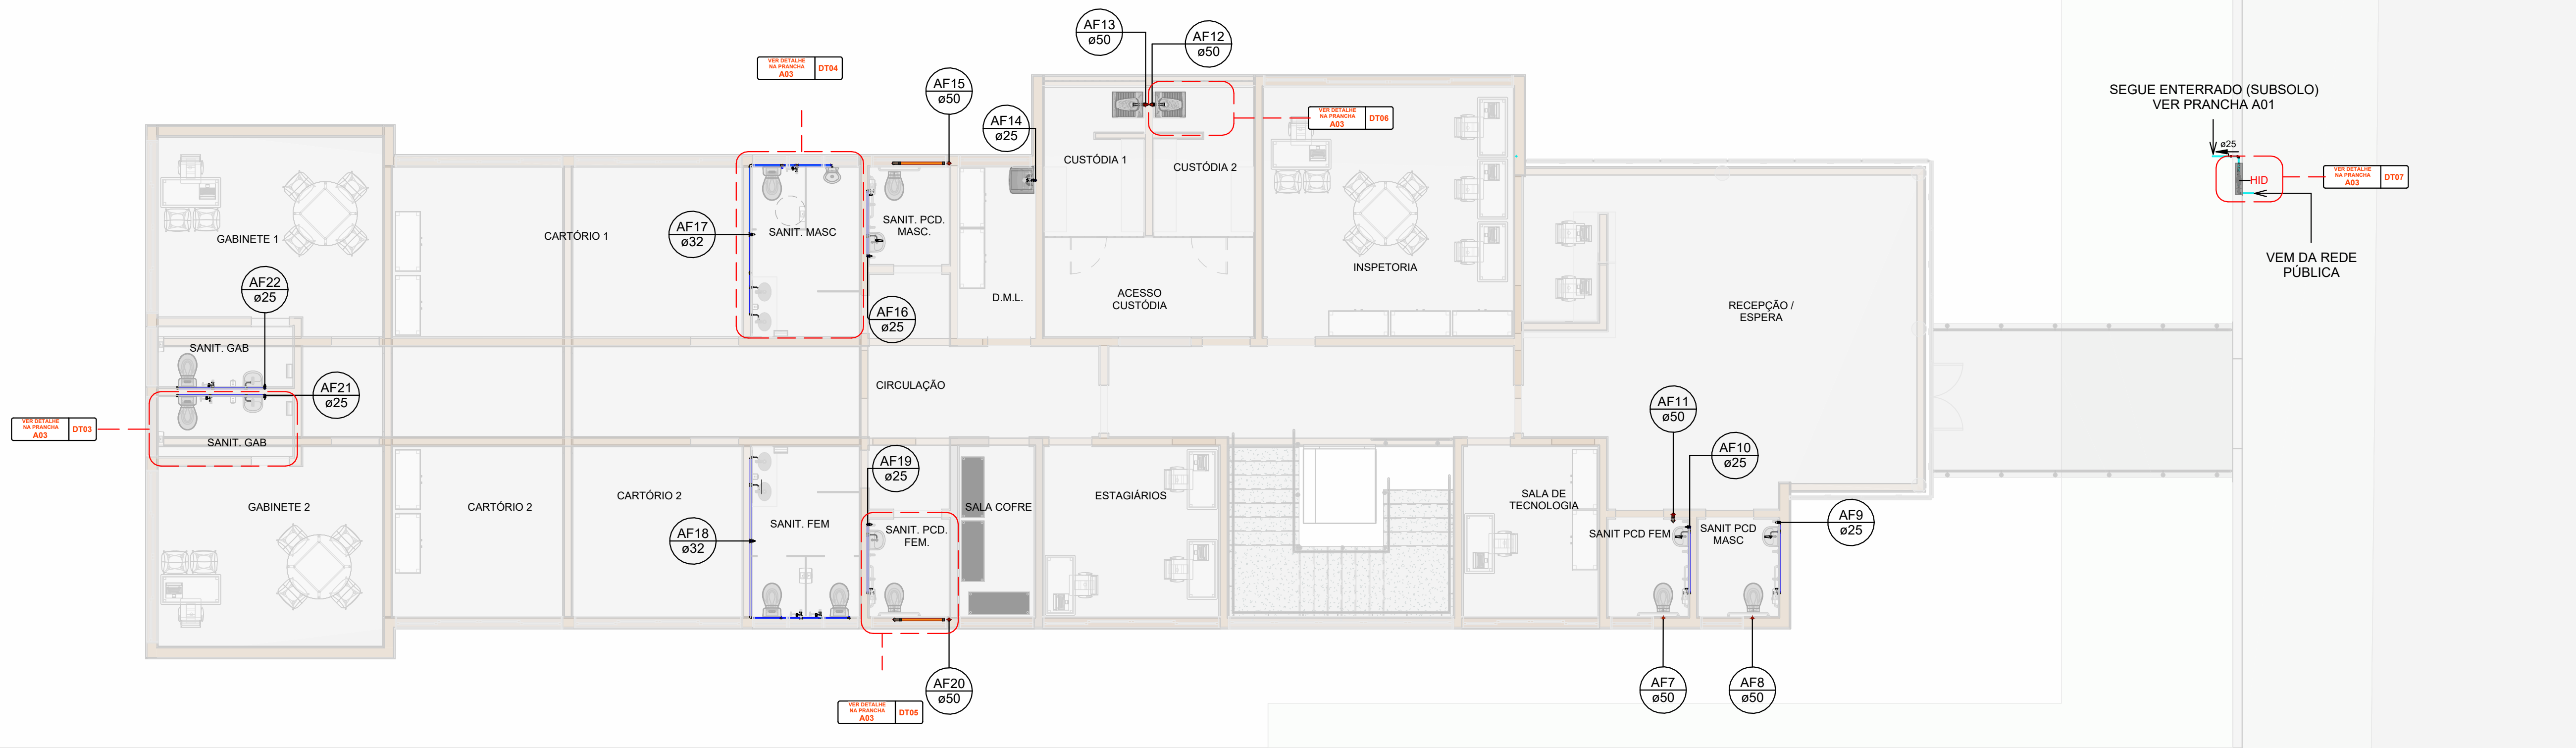 AF13
ø50
AF12
ø50
VER DETALHE
NA PRANCHA
A03
DT04
AF15
ø50
AF14
ø25
VER DETALHE
NA PRANCHA
A03
DT06
SEGUE ENTERRADO (SUBSOLO)
VER PRANCHA A01
ø25
HID
VER DETALHE
NA PRANCHA
A03
DT07
VEM DA REDE
PÚBLICA
CUSTÓDIA 1
CUSTÓDIA 2
GABINETE 1
CARTÓRIO 1
AF17
ø32
SANIT. MASC
SANIT. PCD.
MASC.
INSPETORIA
D.M.L.
ACESSO
CUSTÓDIA
RECEPÇÃO /
ESPERA
AF22
ø25
AF16
ø25
SANIT. GAB
AF21
ø25
CIRCULAÇÃO
VER DETALHE
NA PRANCHA
A03
DT03
SANIT. GAB
AF11
ø50
AF10
ø25
AF19
ø25
GABINETE 2
CARTÓRIO 2
CARTÓRIO 2
SALA COFRE
ESTAGIÁRIOS
SALA DE
TECNOLOGIA
AF18
ø32
SANIT. FEM
SANIT. PCD.
FEM.
SANIT PCD FEM
SANIT PCD
MASC
AF9
ø25
AF20
ø50
AF7
ø50
AF8
ø50
VER DETALHE
NA PRANCHA
A03
DT05